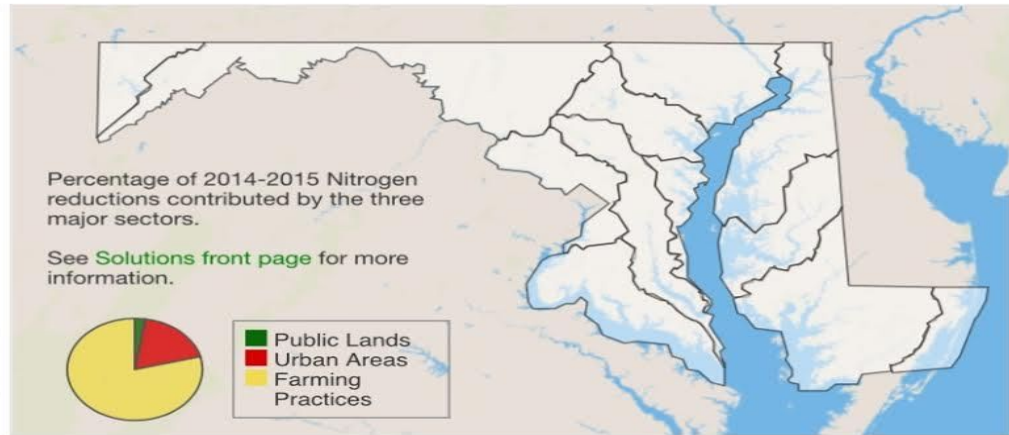 Percentage of 2014-2015 Nitrogen
reductions contributed by the three
major sectors.
See Solutions front page for more
information.
Public Lands
Urban Areas
Farming
Practices